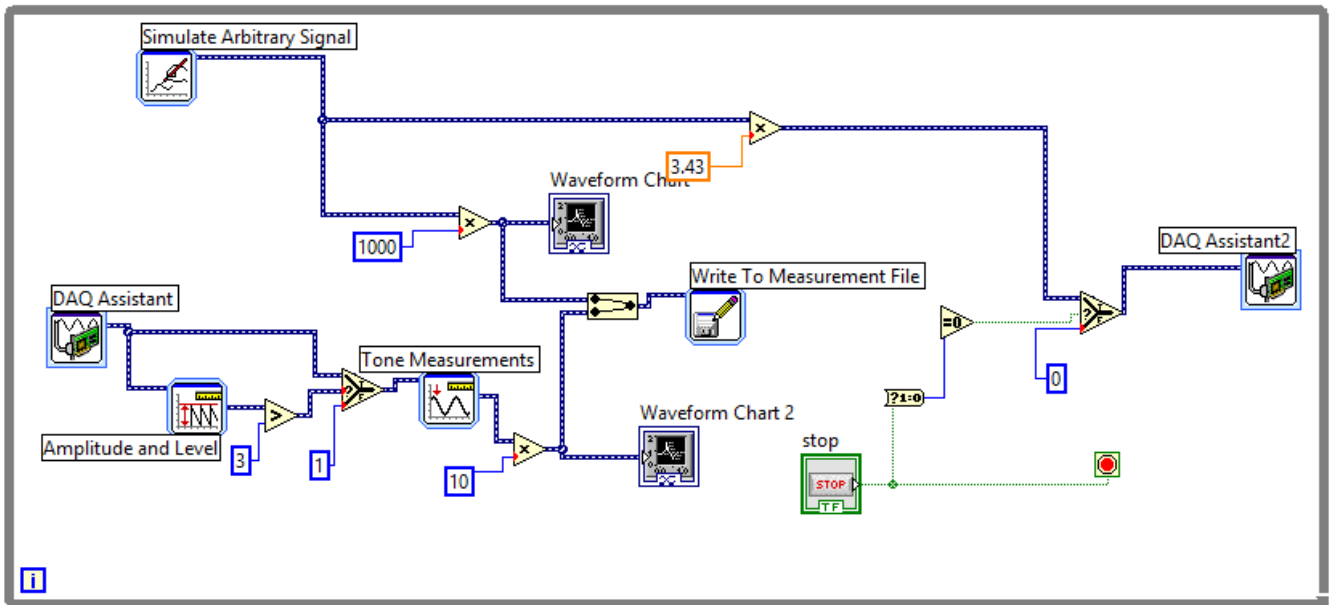 Simulate Arbitrary Signal
3.43
Waveform Chart
1000
DAQ Assistant2
Write To Measurement File
DAQ Assistant
=0
Tone Measurements
0
?1:0
Waveform Chart 2
Amplitude and Level
3
1
10
stop
STOP
TF
i